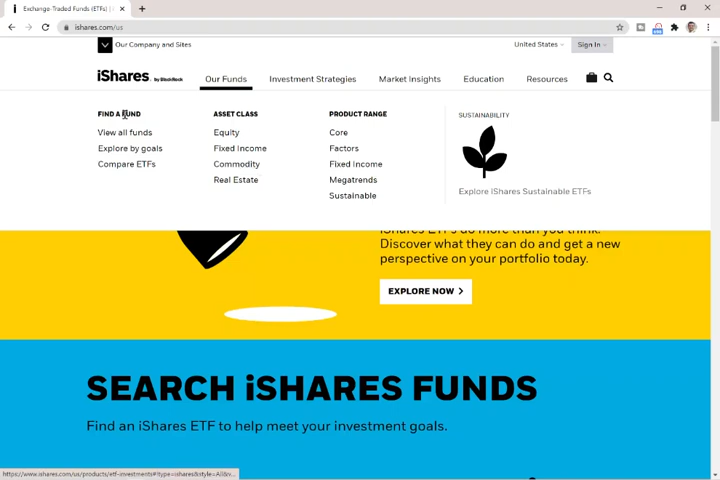 Exchange-Traded Funds (ETFs) |
ishares.com/us
Our Company and Sites
United States
Sign In
iShares. by BlackRock
Our Funds
Investment Strategies
Market Insights
Education
Resources
FIND A FUND
View all funds
Explore by goals
Compare ETFs
ASSET CLASS
Equity
Fixed Income
Commodity
Real Estate
PRODUCT RANGE
Core
Factors
Fixed Income
Megatrends
Sustainable
SUSTAINABILITY
Explore iShares Sustainable ETFs
iShares ETFs do more than you think.
Discover what they can do and get a new
perspective on your portfolio today.
EXPLORE NOW
SEARCH iSHARES FUNDS
Find an iShares ETF to help meet your investment goals.
https://www.ishares.com/us/products/etf-investments#!type=ishares&style=All&v...